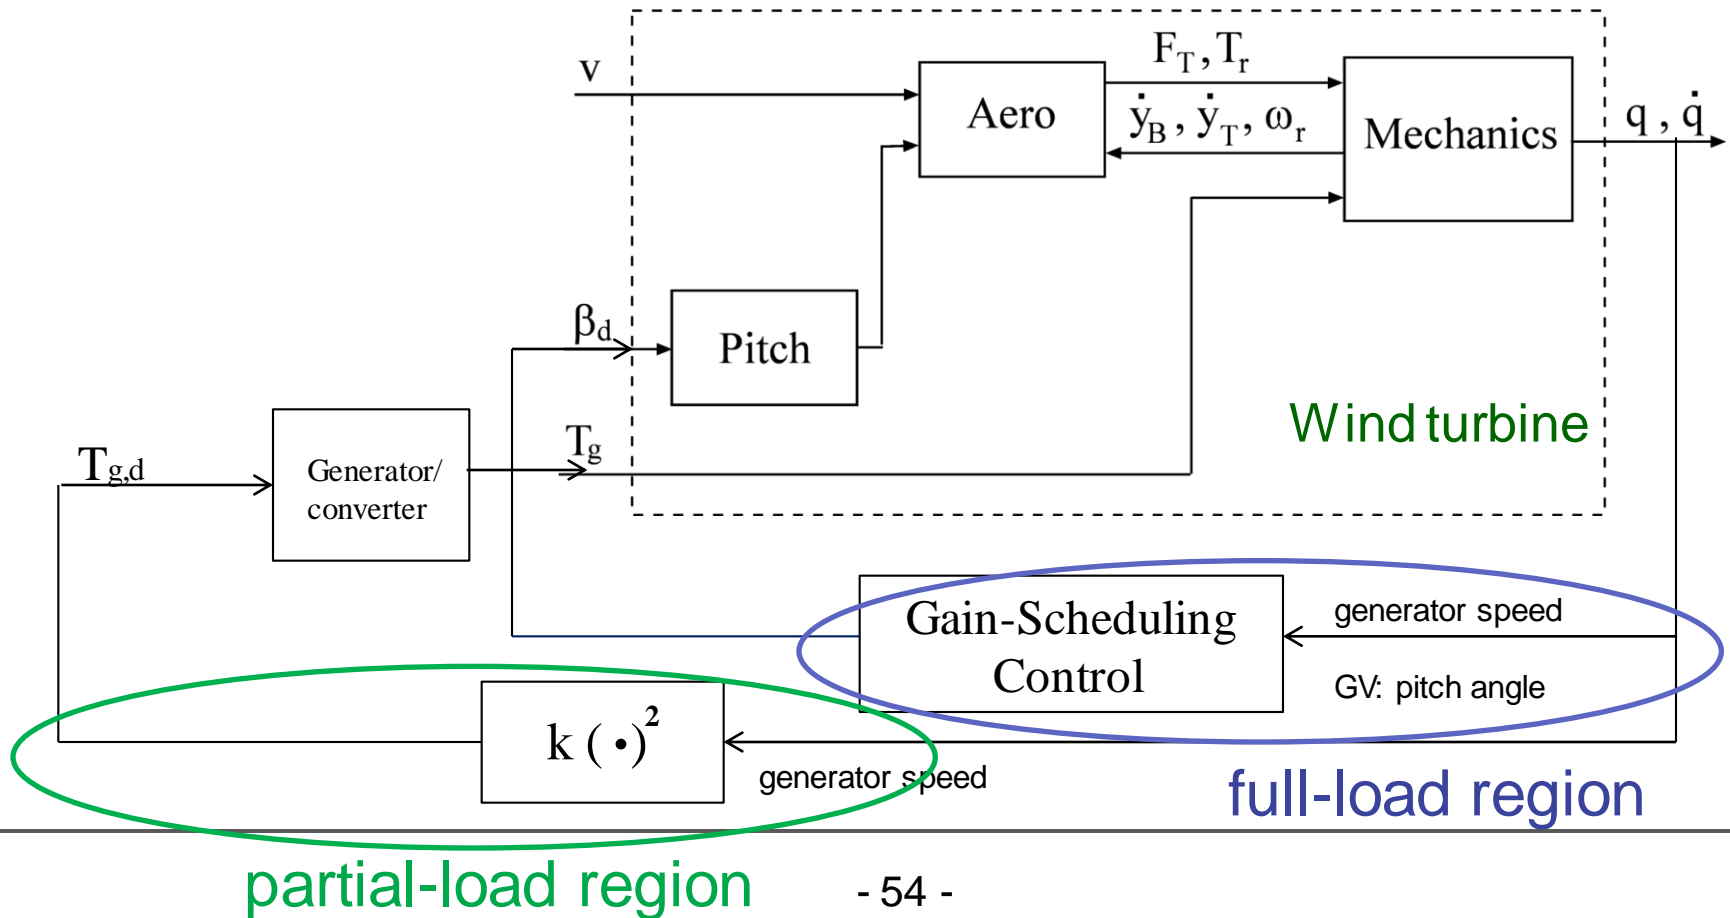 F_T , T_r
v
Aero
ẏ_B , ẏ_T , ω_r
Mechanics
q , q̇
β_d
Pitch
Wind turbine
T_g
T_g,d
Generator/
converter
Gain-Scheduling
Control
generator speed
GV: pitch angle
k (•)²
generator speed
full-load region
partial-load region
- 54 -